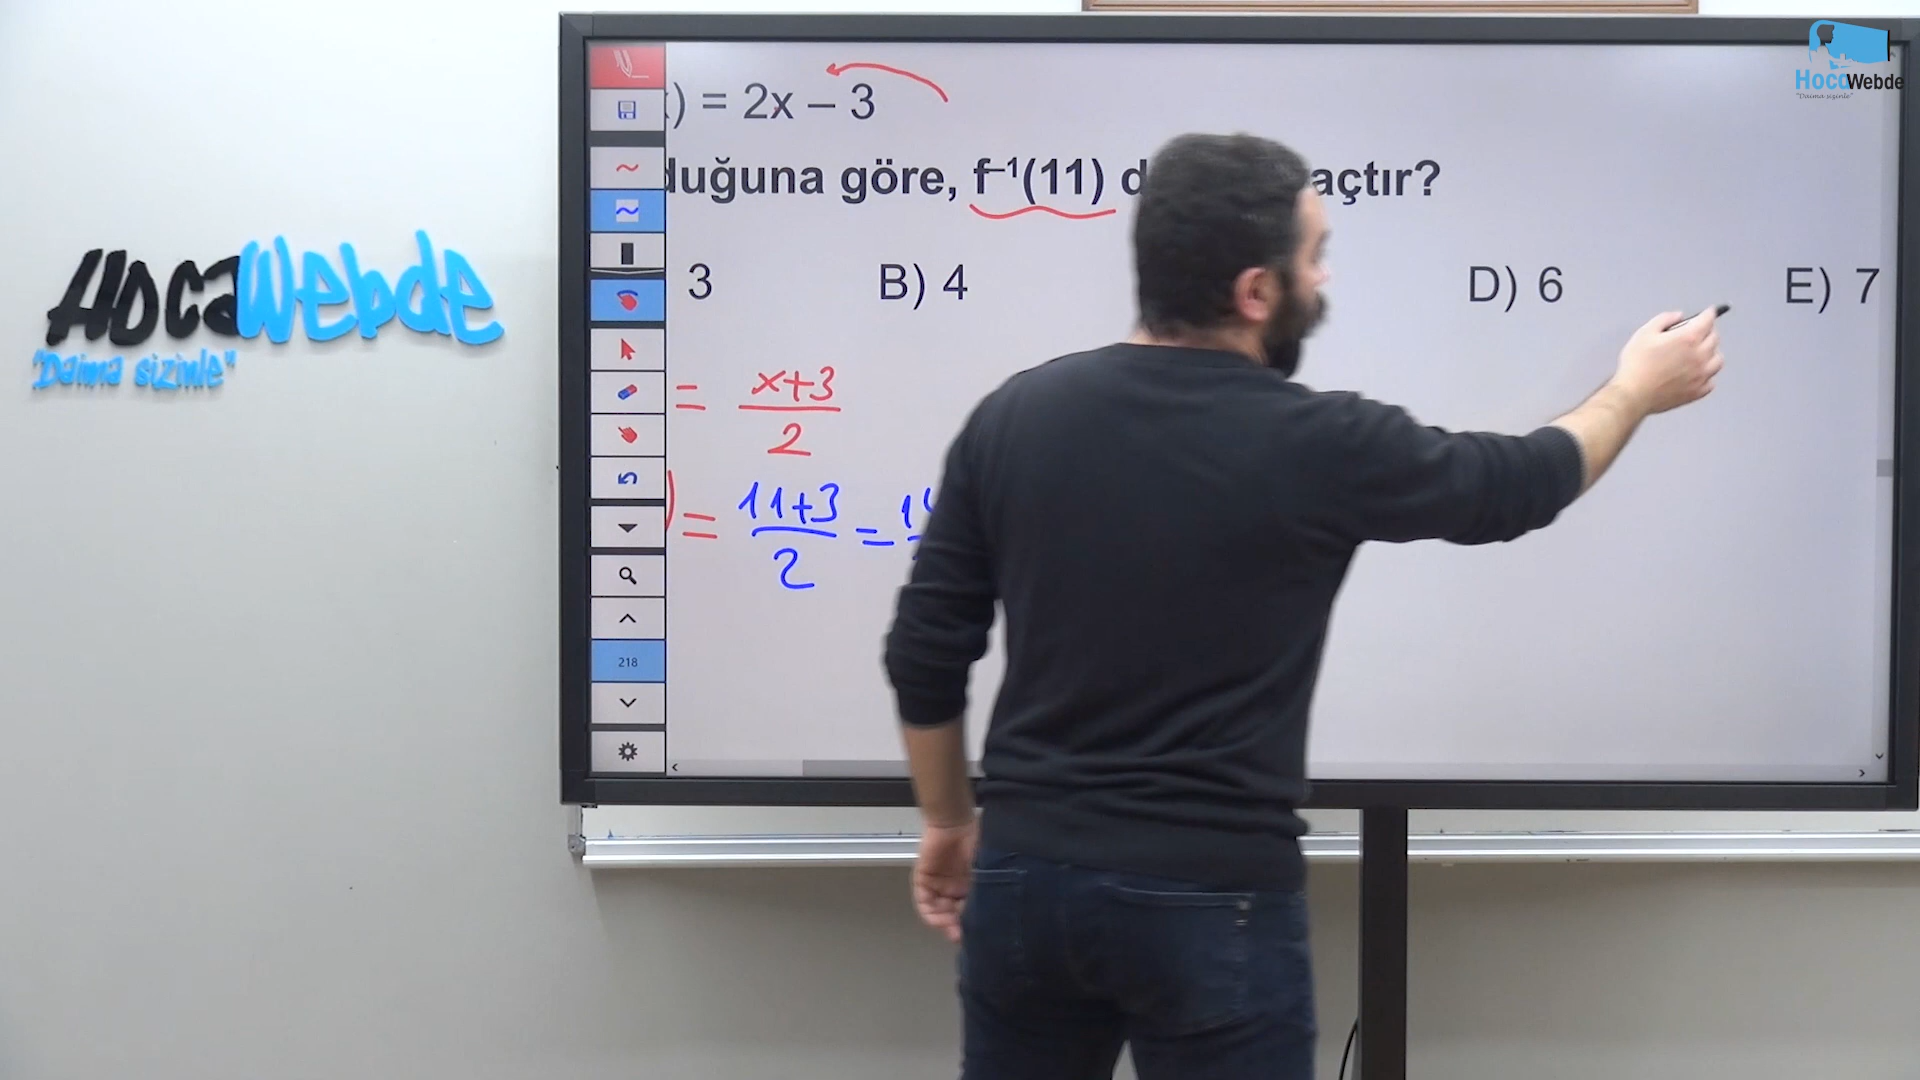 HocaWebde
"Daima sizinle"
) = 2x – 3
duğuna göre, f⁻¹(11) d açtır?
3 B) 4 D) 6 E) 7
= x+3
2
) = 11+3 = 14
2
218
HocaWebde
"Daima sizinle"